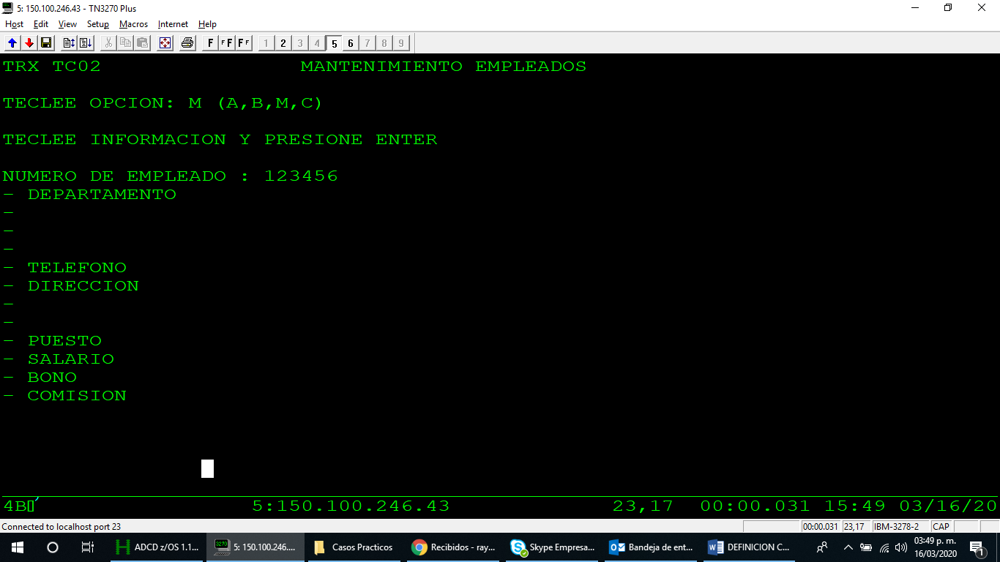 5: 150.100.246.43 - TN3270 Plus
Host Edit View Setup Macros Internet Help
F F F F F 1 2 3 4 5 6 7 8 9
TRX TC02 MANTENIMIENTO EMPLEADOS
TECLEE OPCION: M (A,B,M,C)
TECLEE INFORMACION Y PRESIONE ENTER
NUMERO DE EMPLEADO : 123456
- DEPARTAMENTO
-
-
-
- TELEFONO
- DIRECCION
-
-
- PUESTO
- SALARIO
- BONO
- COMISION
4B 5:150.100.246.43 23,17 00:00.031 15:49 03/16/20
Connected to localhost port 23 00:00.031 23,17 IBM-3278-2 CAP
ADCD z/OS 1.1... 5: 150.100.246.... Casos Practicos Recibidos - ray... Skype Empresa... Bandeja de ent... DEFINICION C... 03:49 p. m.
16/03/2020 1